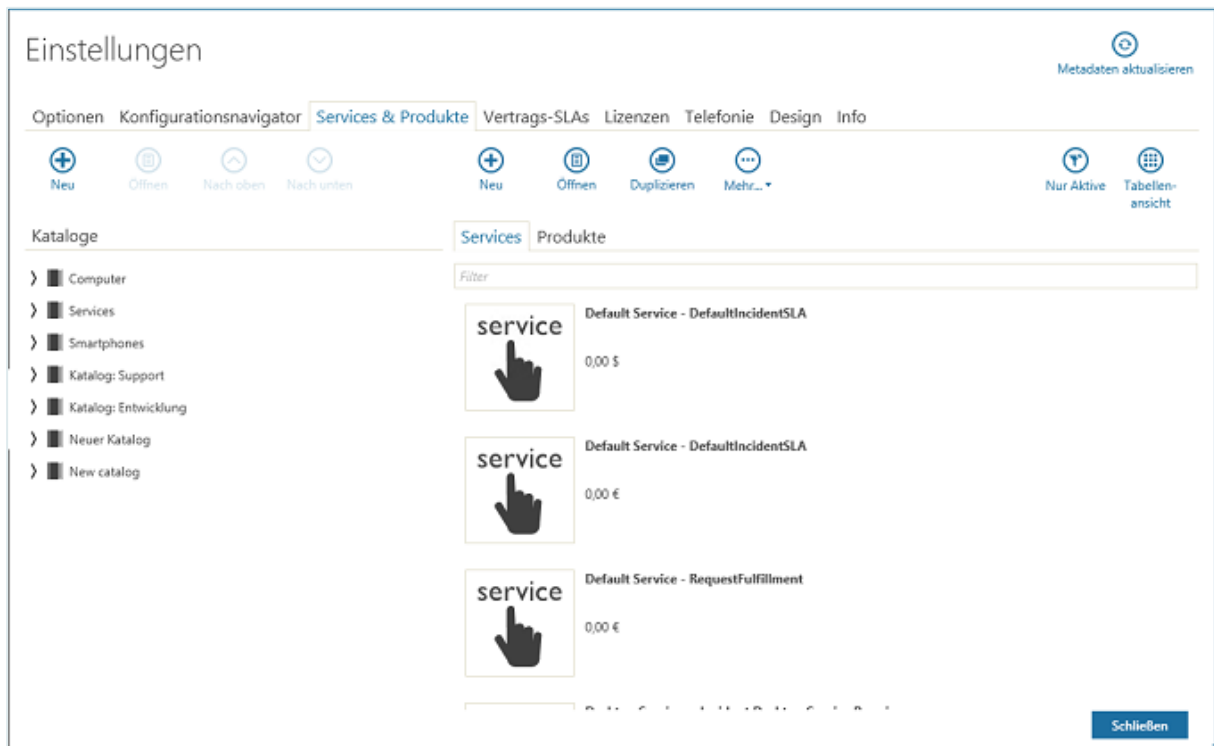 Einstellungen
Metadaten aktualisieren
Optionen Konfigurationsnavigator Services & Produkte Vertrags-SLAs Lizenzen Telefonie Design Info
Neu Öffnen Nach oben Nach unten Neu Öffnen Duplizieren Mehr... Nur Aktive Tabellen-
ansicht
Kataloge
Computer
Services
Smartphones
Katalog: Support
Katalog: Entwicklung
Neuer Katalog
New catalog
Services Produkte
Filter
service
Default Service - DefaultIncidentSLA
0,00 $
service
Default Service - DefaultIncidentSLA
0,00 €
service
Default Service - RequestFulfillment
0,00 €
Schließen